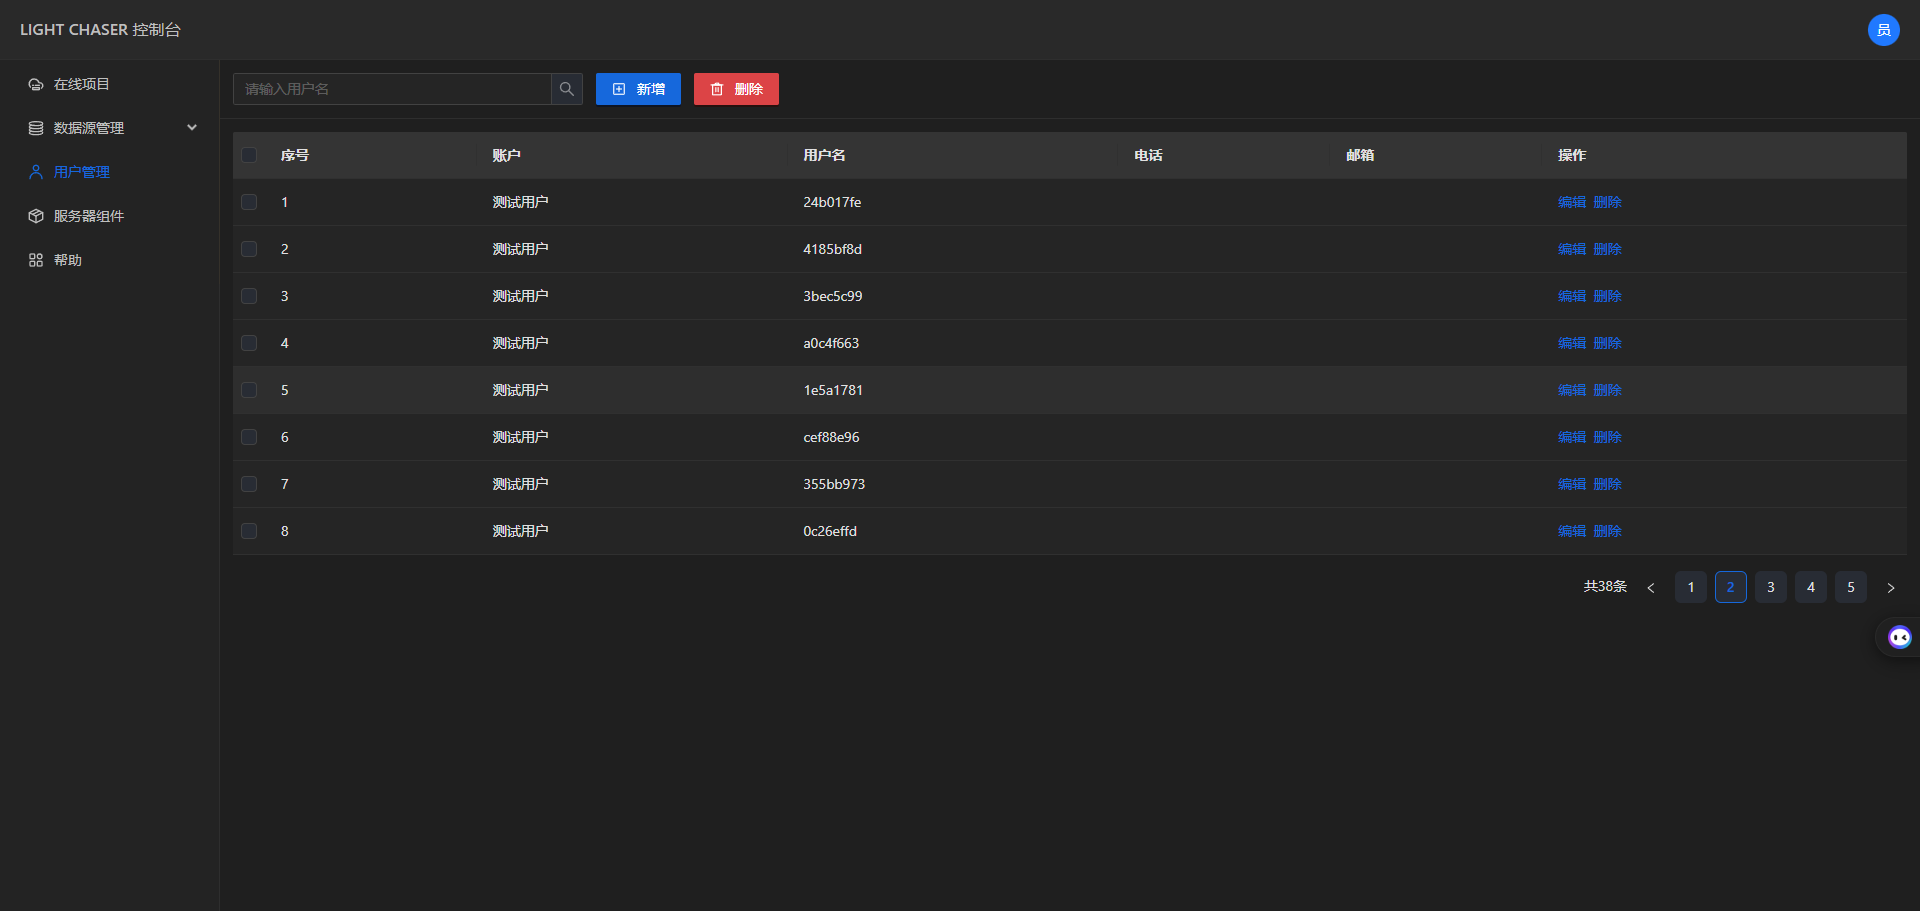 LIGHT CHASER 控制台
员
在线项目
数据源管理
用户管理
服务器组件
帮助
请输入用户名
新增
删除
序号 账户 用户名 电话 邮箱 操作
1 测试用户 24b017fe 编辑 删除
2 测试用户 4185bf8d 编辑 删除
3 测试用户 3bec5c99 编辑 删除
4 测试用户 a0c4f663 编辑 删除
5 测试用户 1e5a1781 编辑 删除
6 测试用户 cef88e96 编辑 删除
7 测试用户 355bb973 编辑 删除
8 测试用户 0c26effd 编辑 删除
共38条 < 1 2 3 4 5 >